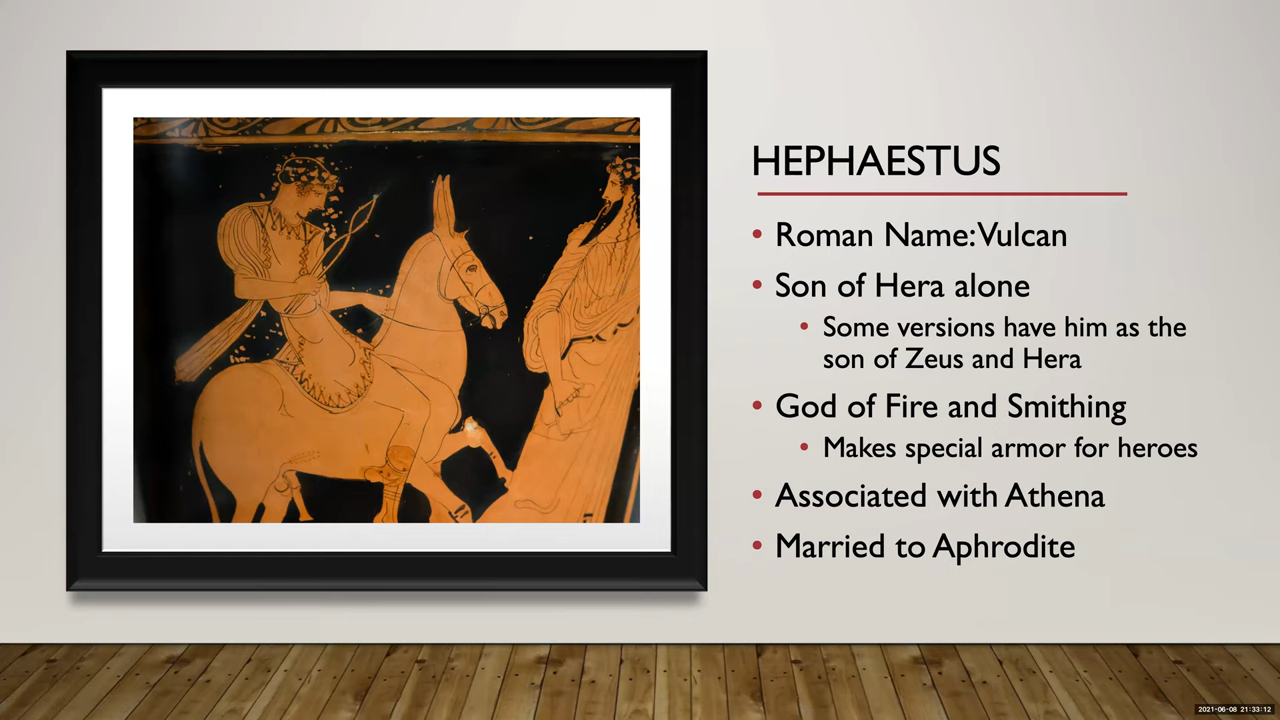 HEPHAESTUS
• Roman Name: Vulcan
• Son of Hera alone
• Some versions have him as the
son of Zeus and Hera
• God of Fire and Smithing
• Makes special armor for heroes
• Associated with Athena
• Married to Aphrodite
2021-06-08 21:33:12